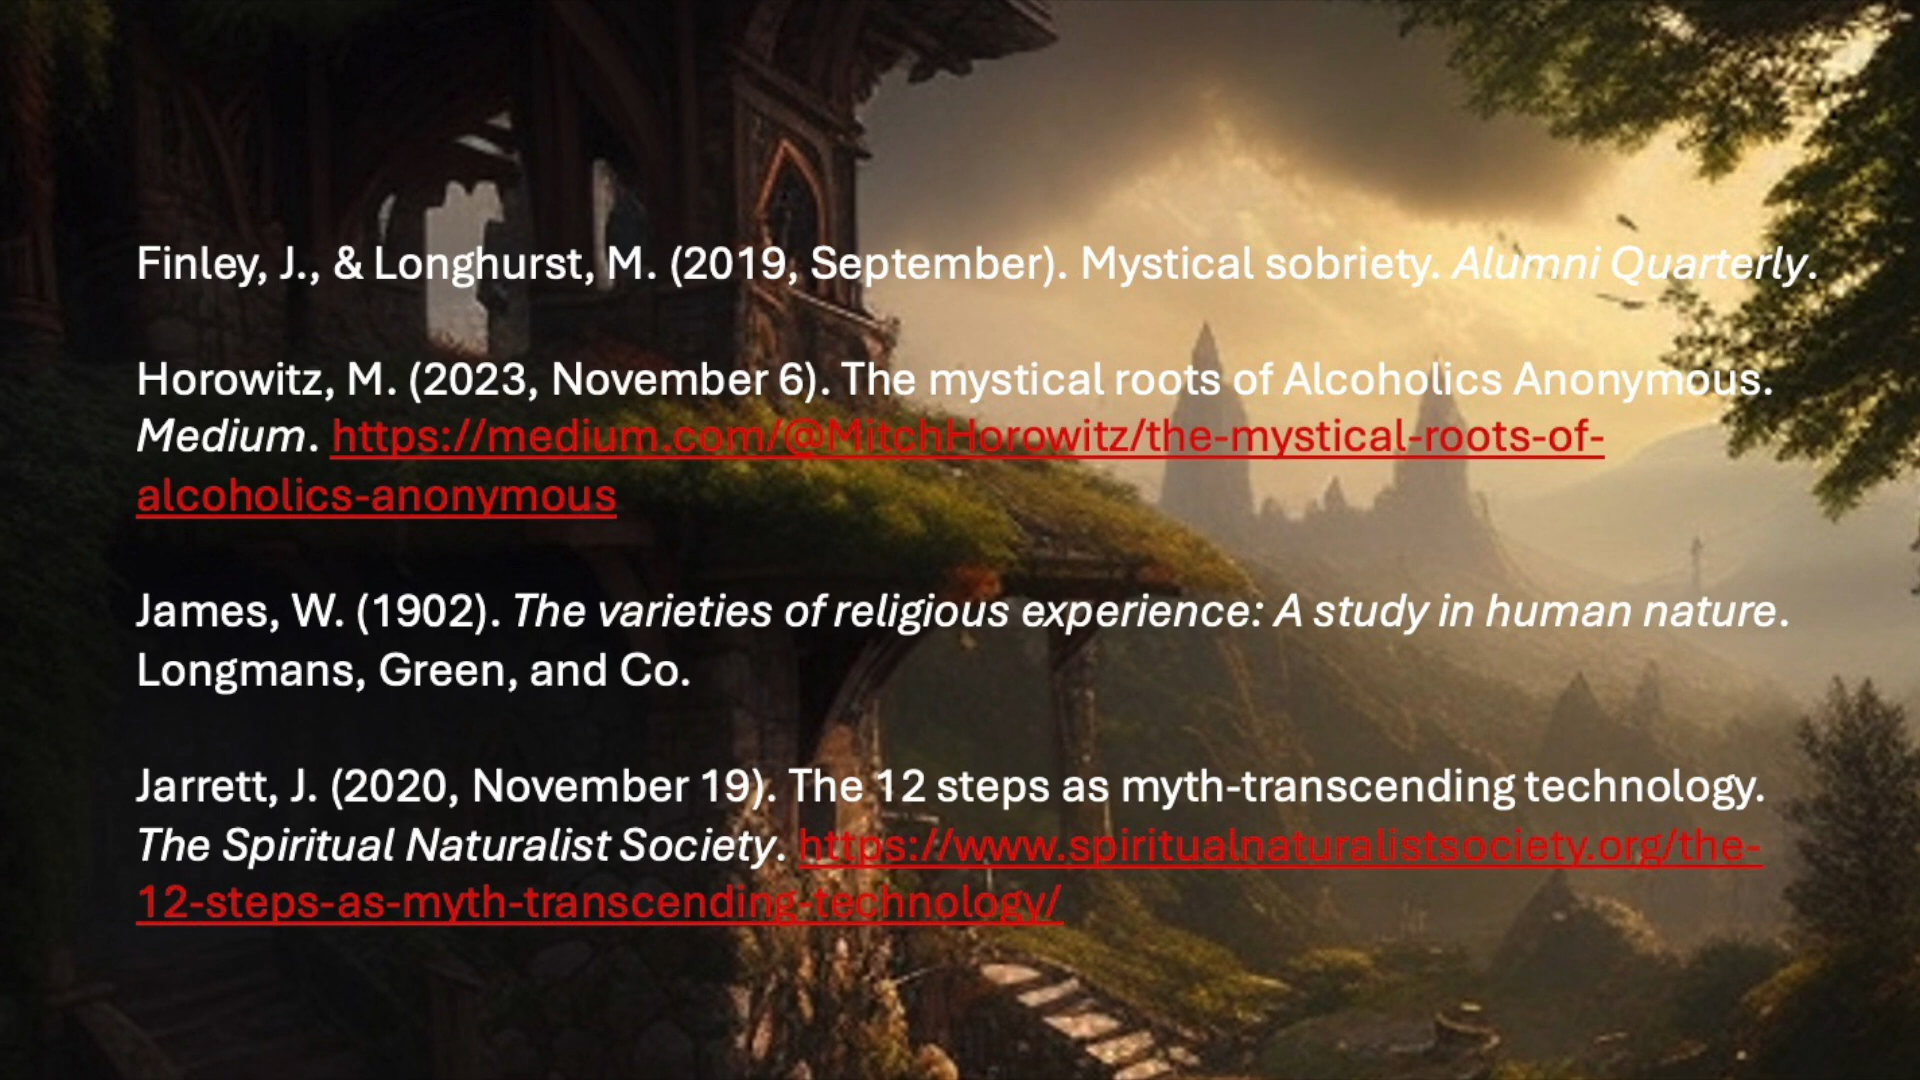 Finley, J., & Longhurst, M. (2019, September). Mystical sobriety. Alumni Quarterly.
Horowitz, M. (2023, November 6). The mystical roots of Alcoholics Anonymous.
Medium. https://medium.com/@MitchHorowitz/the-mystical-roots-of-
alcoholics-anonymous
James, W. (1902). The varieties of religious experience: A study in human nature.
Longmans, Green, and Co.
Jarrett, J. (2020, November 19). The 12 steps as myth-transcending technology.
The Spiritual Naturalist Society. https://www.spiritualnaturalistsociety.org/the-
12-steps-as-myth-transcending-technology/